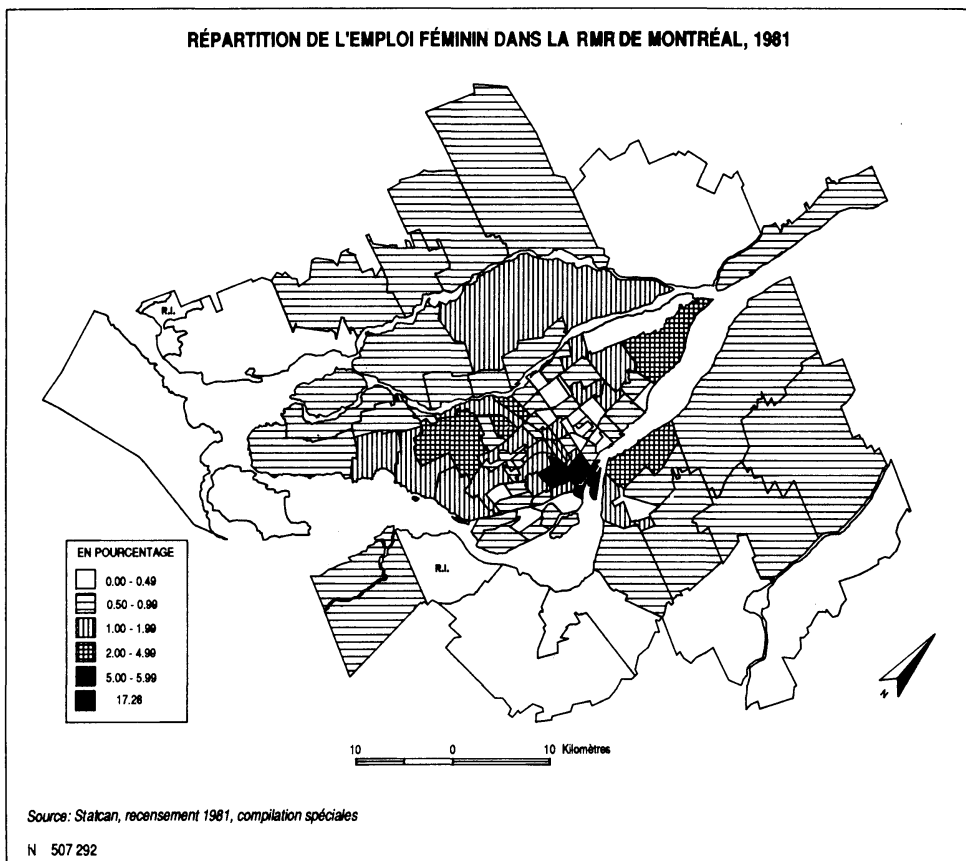 RÉPARTITION DE L'EMPLOI FÉMININ DANS LA RMR DE MONTRÉAL, 1981
R.I.
R.I.
EN POURCENTAGE
0.00 - 0.49
0.50 - 0.99
1.00 - 1.99
2.00 - 4.99
5.00 - 5.99
17.28
N
10 0 10 Kilomètres
Source: Statcan, recensement 1981, compilation spéciales
N 507 292